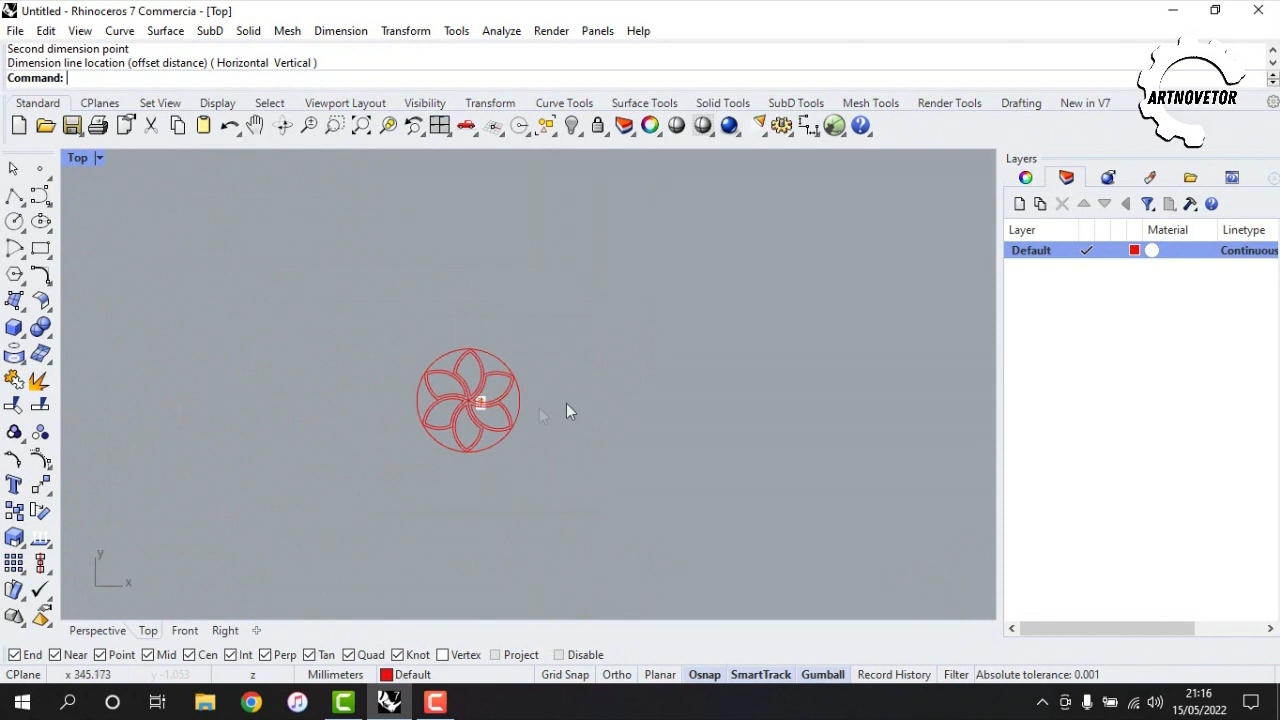 Untitled - Rhinoceros 7 Commercia - [Top]
File Edit View Curve Surface SubD Solid Mesh Dimension Transform Tools Analyze Render Panels Help
Second dimension point
Dimension line location (offset distance) ( Horizontal Vertical )
Command:
ARTNOVETOR
Standard CPlanes Set View Display Select Viewport Layout Visibility Transform Curve Tools Surface Tools Solid Tools SubD Tools Mesh Tools Render Tools Drafting New in V7
Top
Layers
Layer Material Linetype
Default Continuous
y
x
Perspective Top Front Right
End Near Point Mid Cen Int Perp Tan Quad Knot Vertex Project Disable
CPlane x 345.173 y -1.053 z Millimeters Default Grid Snap Ortho Planar Osnap SmartTrack Gumball Record History Filter Absolute tolerance: 0.001
21:16
15/05/2022